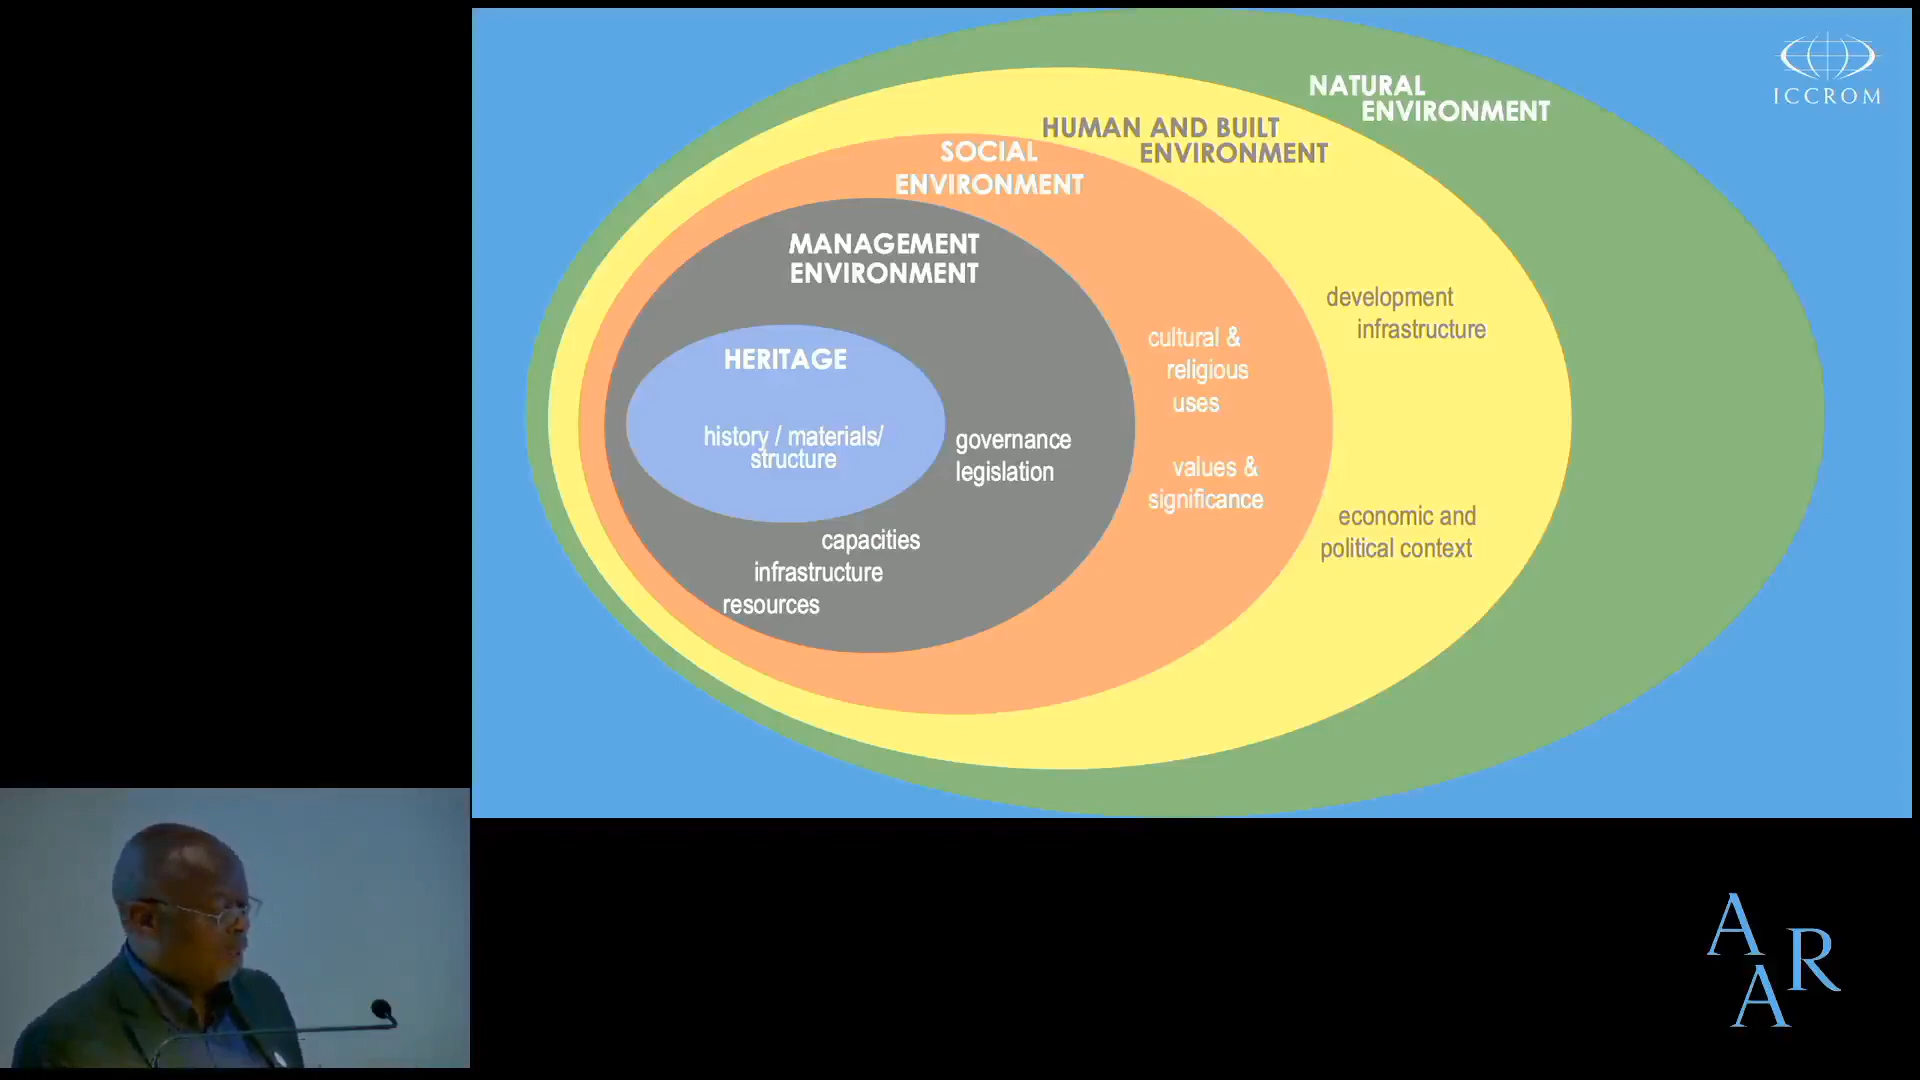 ICCROM
NATURAL
ENVIRONMENT
HUMAN AND BUILT
ENVIRONMENT
SOCIAL
ENVIRONMENT
MANAGEMENT
ENVIRONMENT
HERITAGE
history / materials/
structure
governance
legislation
capacities
infrastructure
resources
cultural &
religious
uses
values &
significance
development
infrastructure
economic and
political context
A
R
A